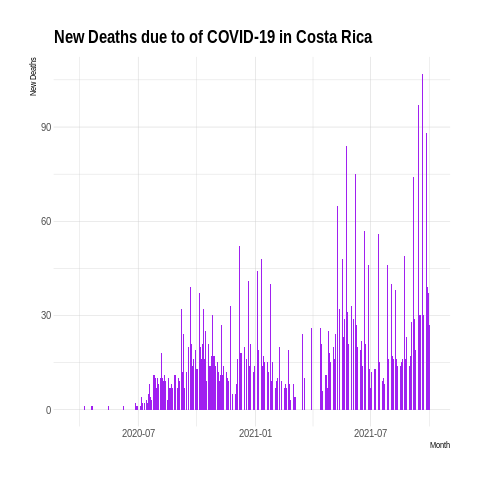 New Deaths due to of COVID-19 in Costa Rica
New Deaths
90
60
30
0
2020-07
2021-01
2021-07
Month